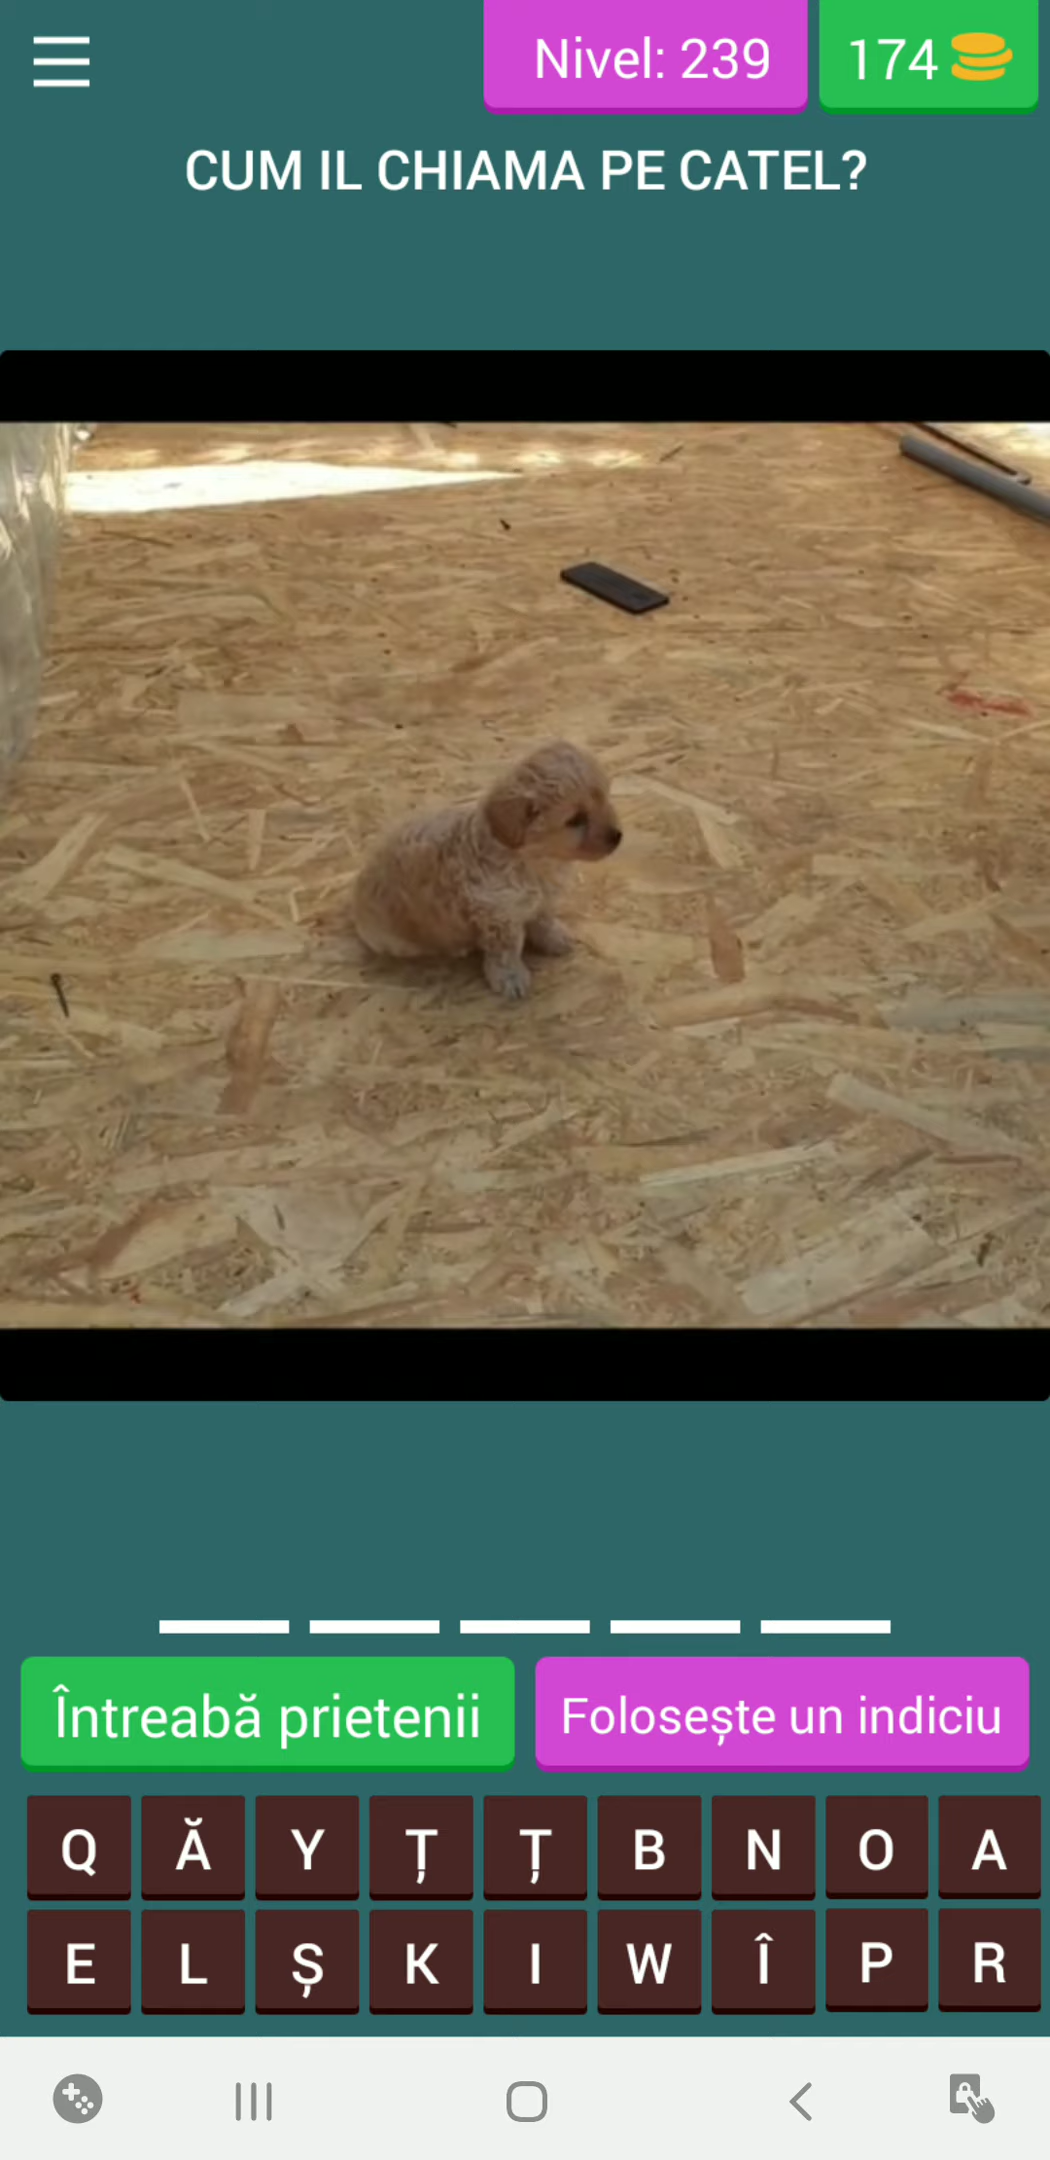 Nivel: 239
174
CUM IL CHIAMA PE CATEL?
Întreabă prietenii
Folosește un indiciu
Q Ă Y Ț Ț B N O A
E L Ș K I W Î P R